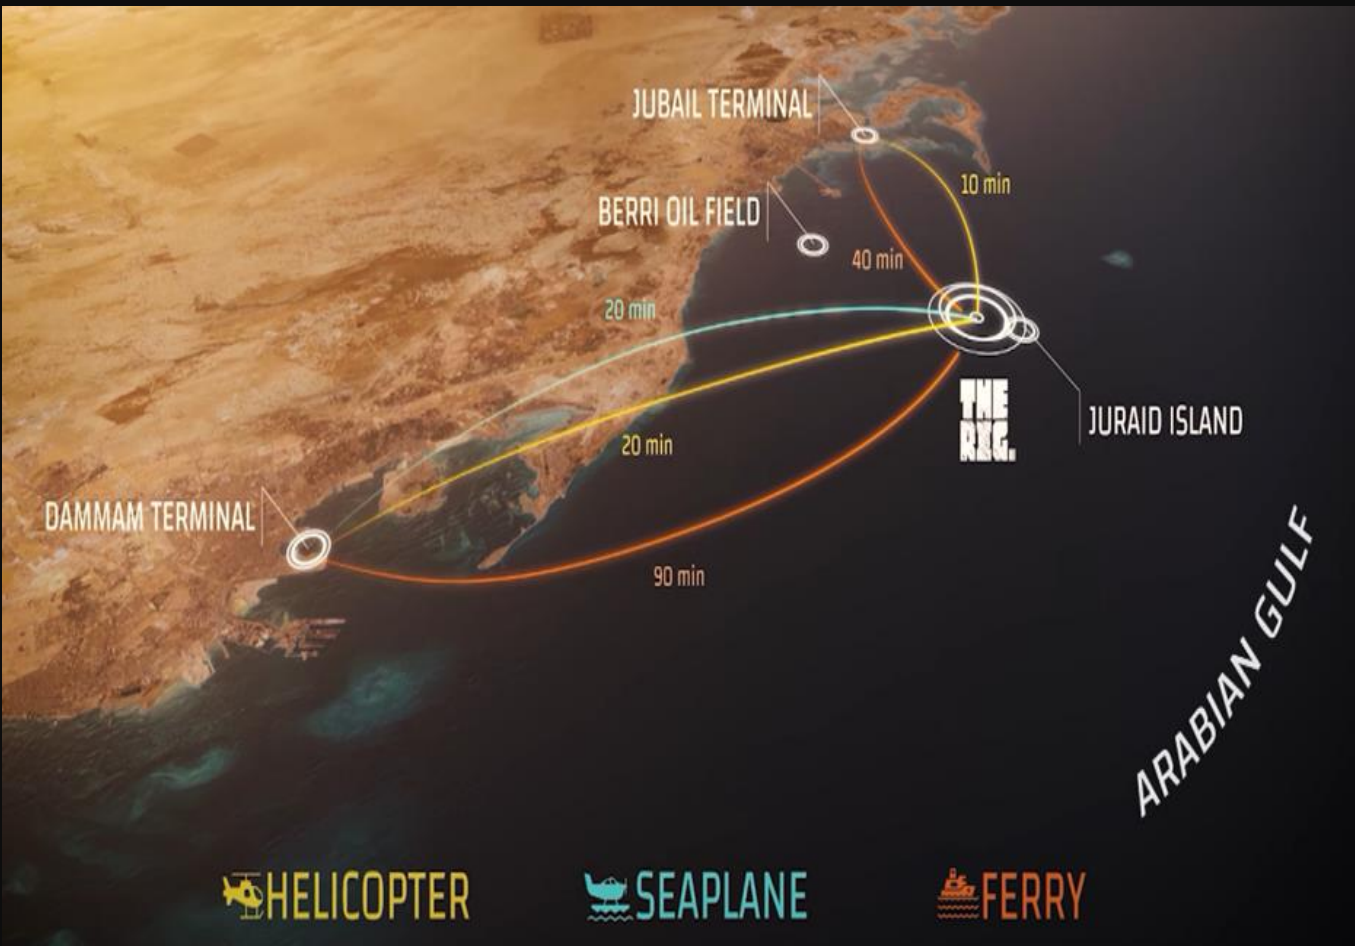 JUBAIL TERMINAL
10 min
BERRI OIL FIELD
40 min
20 min
THE
RIG.
JURAID ISLAND
20 min
DAMMAM TERMINAL
90 min
ARABIAN GULF
HELICOPTER
SEAPLANE
FERRY